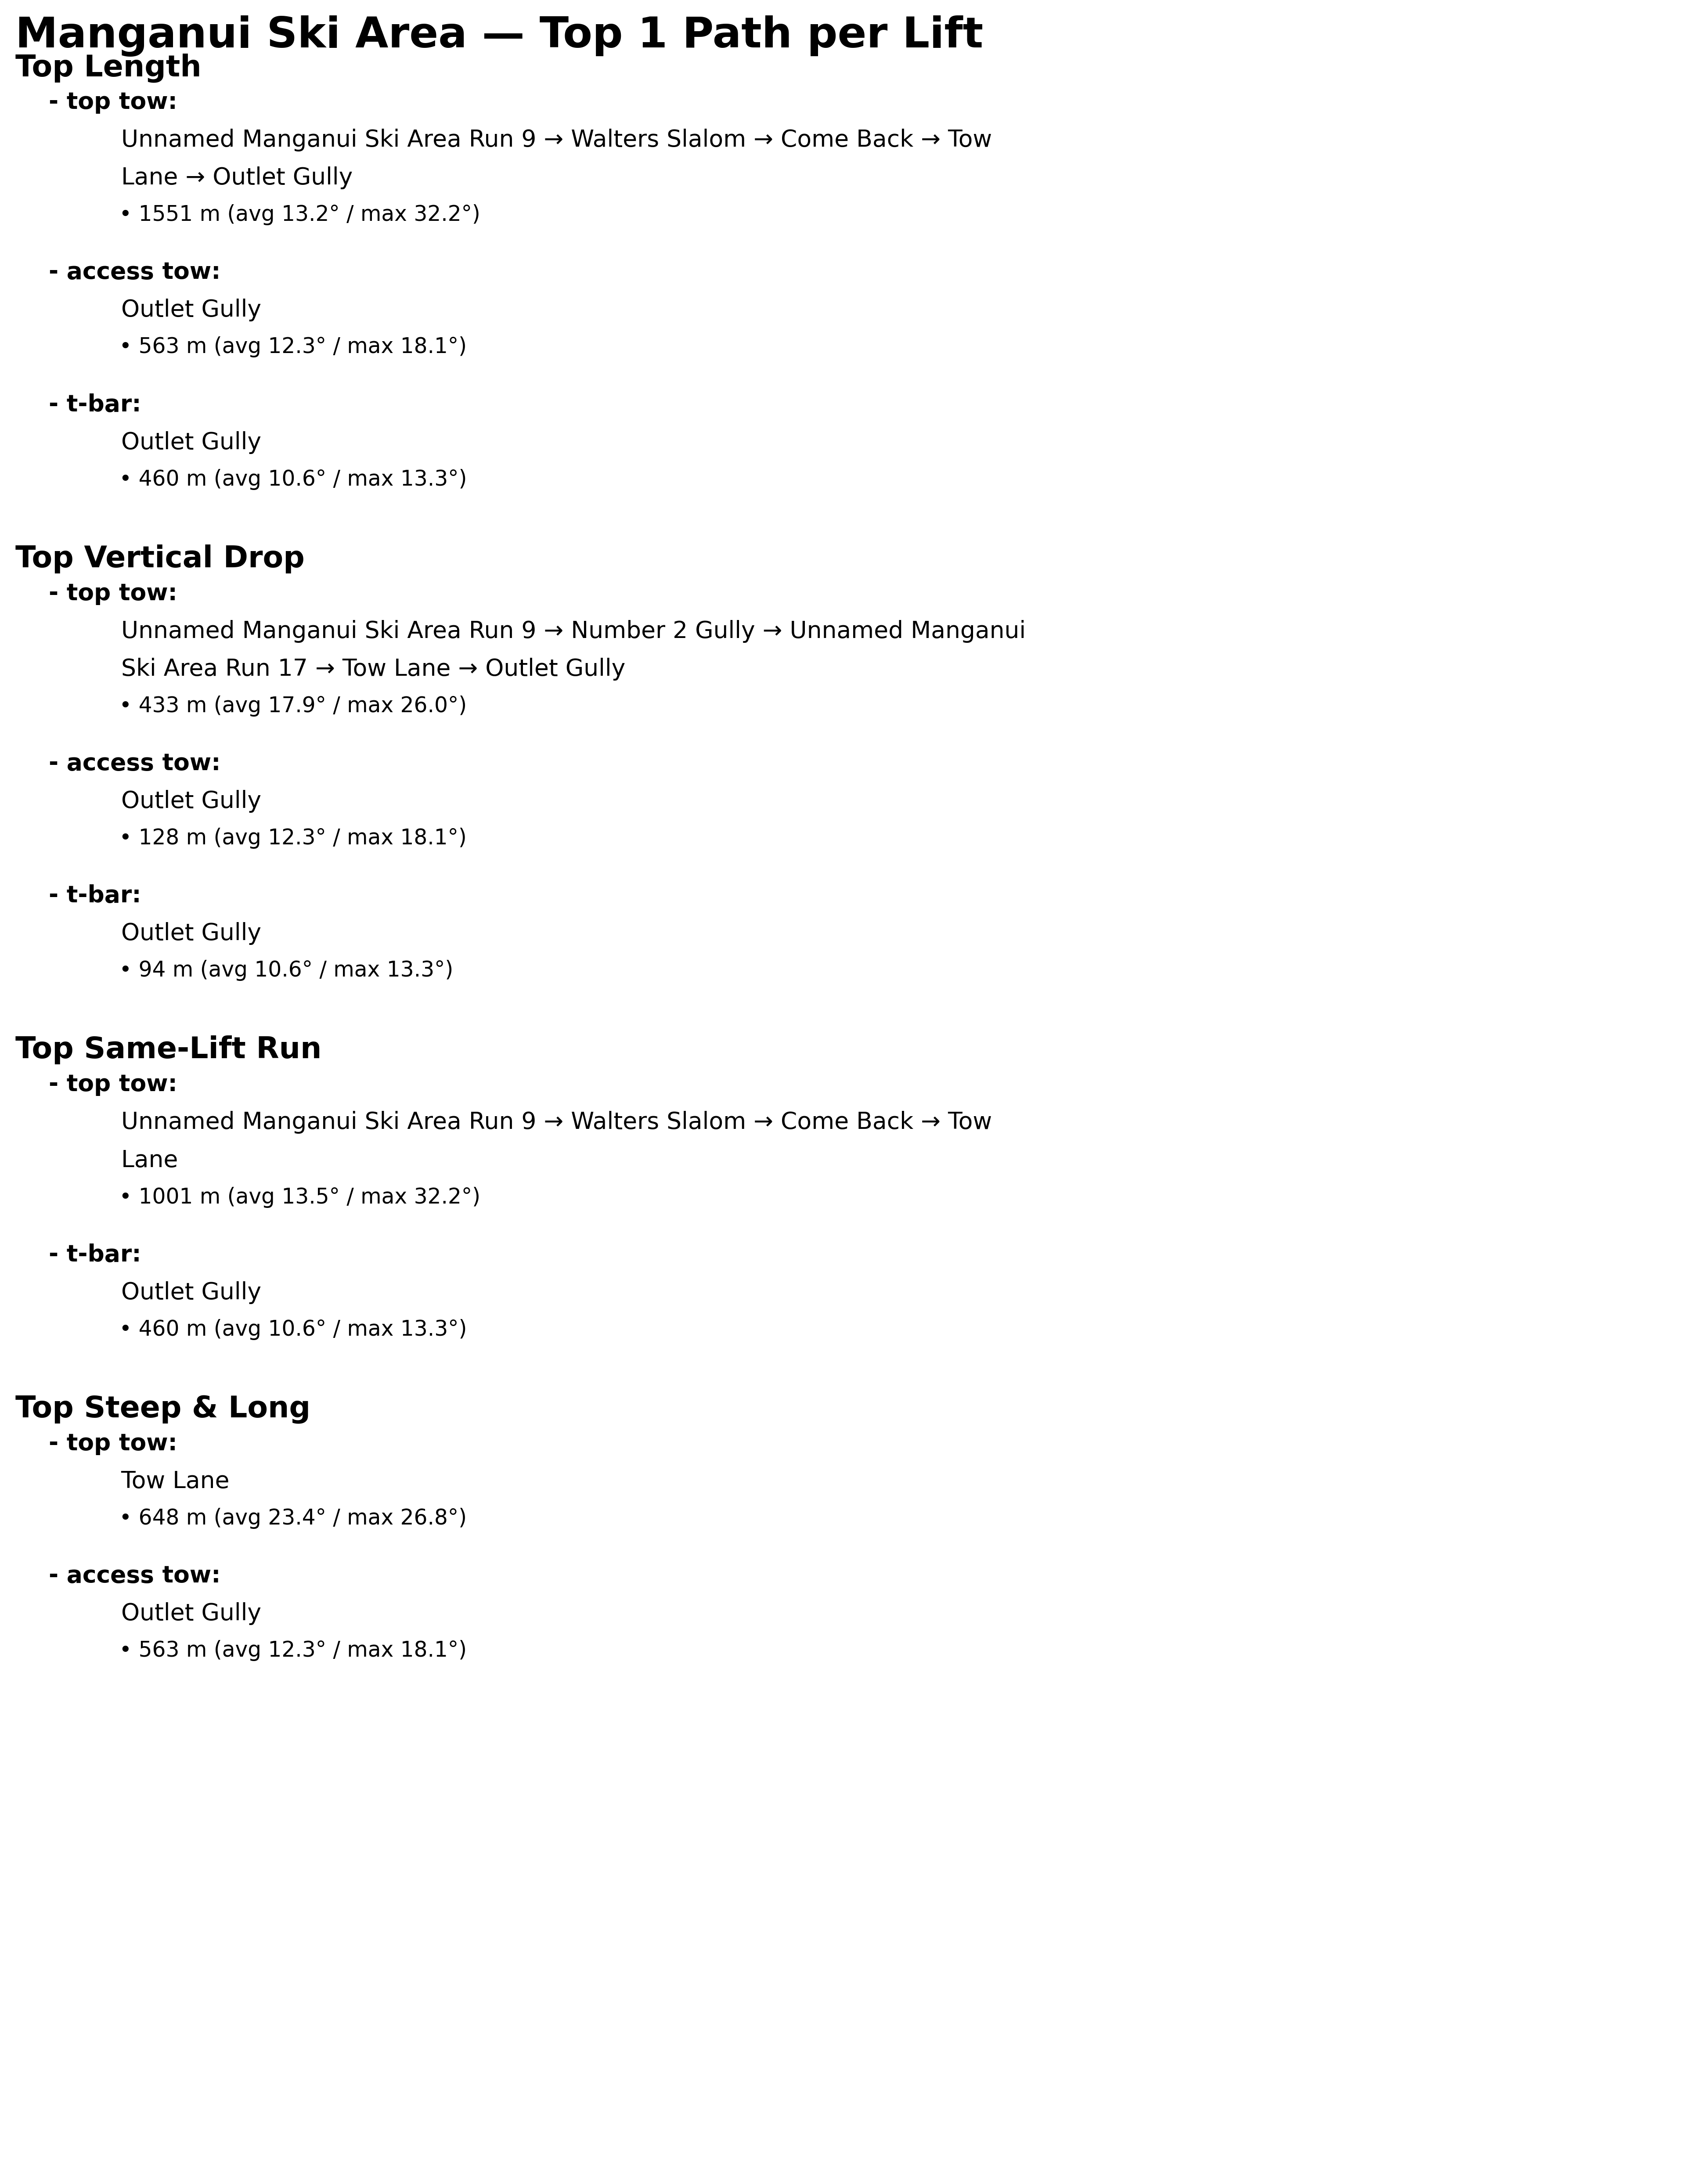 Manganui Ski Area — Top 1 Path per Lift
Top Length
- top tow:
Unnamed Manganui Ski Area Run 9 → Walters Slalom → Come Back → Tow
Lane → Outlet Gully
• 1551 m (avg 13.2° / max 32.2°)
- access tow:
Outlet Gully
• 563 m (avg 12.3° / max 18.1°)
- t-bar:
Outlet Gully
• 460 m (avg 10.6° / max 13.3°)
Top Vertical Drop
- top tow:
Unnamed Manganui Ski Area Run 9 → Number 2 Gully → Unnamed Manganui
Ski Area Run 17 → Tow Lane → Outlet Gully
• 433 m (avg 17.9° / max 26.0°)
- access tow:
Outlet Gully
• 128 m (avg 12.3° / max 18.1°)
- t-bar:
Outlet Gully
• 94 m (avg 10.6° / max 13.3°)
Top Same-Lift Run
- top tow:
Unnamed Manganui Ski Area Run 9 → Walters Slalom → Come Back → Tow
Lane
• 1001 m (avg 13.5° / max 32.2°)
- t-bar:
Outlet Gully
• 460 m (avg 10.6° / max 13.3°)
Top Steep & Long
- top tow:
Tow Lane
• 648 m (avg 23.4° / max 26.8°)
- access tow:
Outlet Gully
• 563 m (avg 12.3° / max 18.1°)